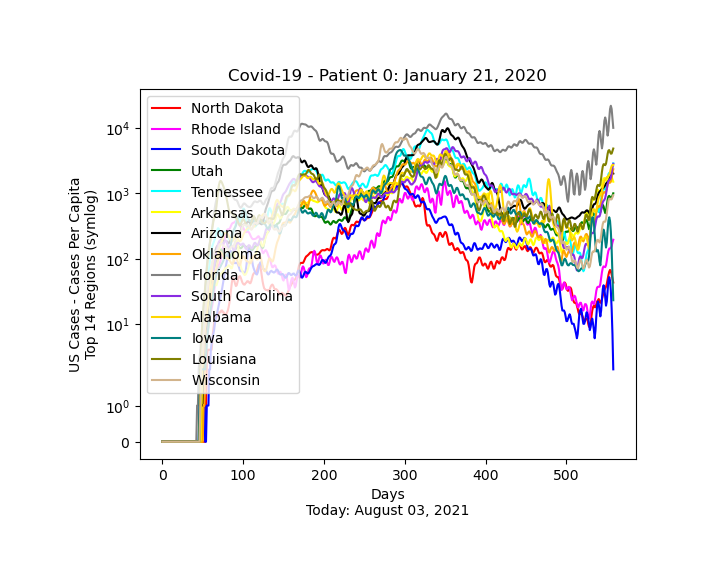 Covid-19 - Patient 0: January 21, 2020
US Cases - Cases Per Capita
Top 14 Regions (symlog)
10^4
10^3
10^2
10^1
10^0
0
North Dakota
Rhode Island
South Dakota
Utah
Tennessee
Arkansas
Arizona
Oklahoma
Florida
South Carolina
Alabama
Iowa
Louisiana
Wisconsin
0 100 200 300 400 500
Days
Today: August 03, 2021